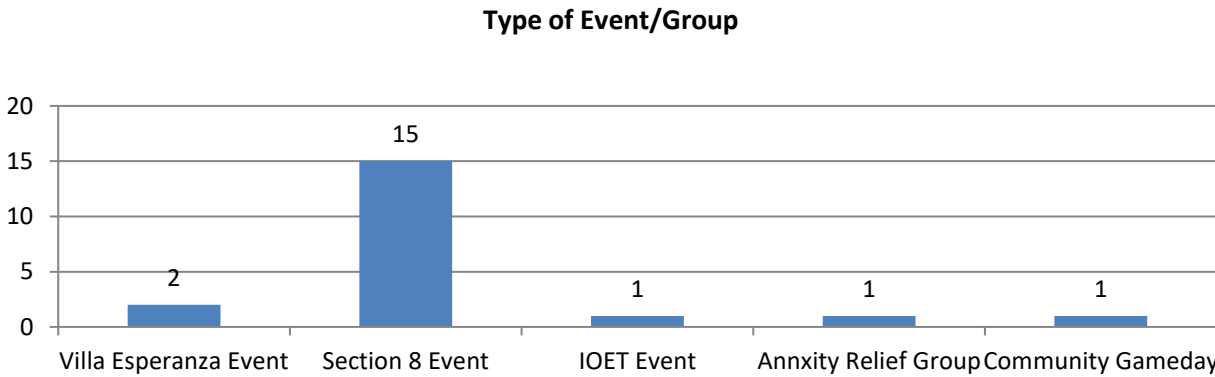 Type of Event/Group
20
15
10
5
0
2
15
1
1
1
Villa Esperanza Event
Section 8 Event
IOET Event
Annxity Relief Group
Community Gameday